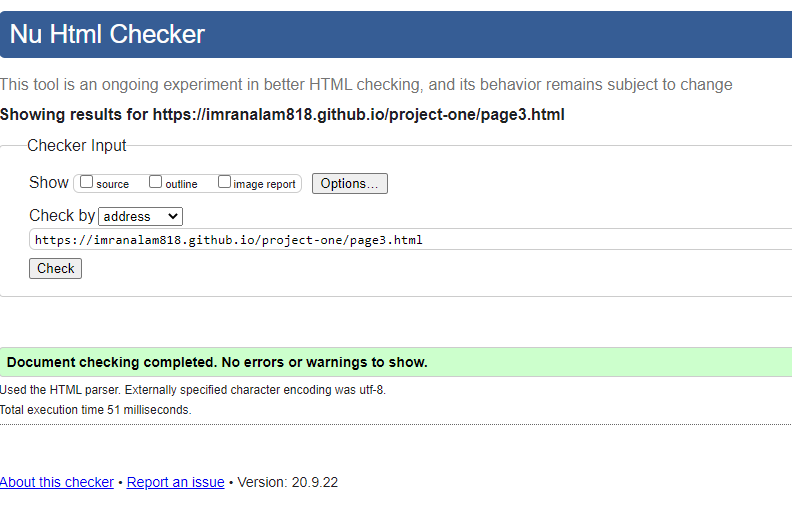 Nu Html Checker
This tool is an ongoing experiment in better HTML checking, and its behavior remains subject to change
Showing results for https://imranalam818.github.io/project-one/page3.html
Checker Input
Show source outline image report Options...
Check by address
https://imranalam818.github.io/project-one/page3.html
Check
Document checking completed. No errors or warnings to show.
Used the HTML parser. Externally specified character encoding was utf-8.
Total execution time 51 milliseconds.
About this checker • Report an issue • Version: 20.9.22